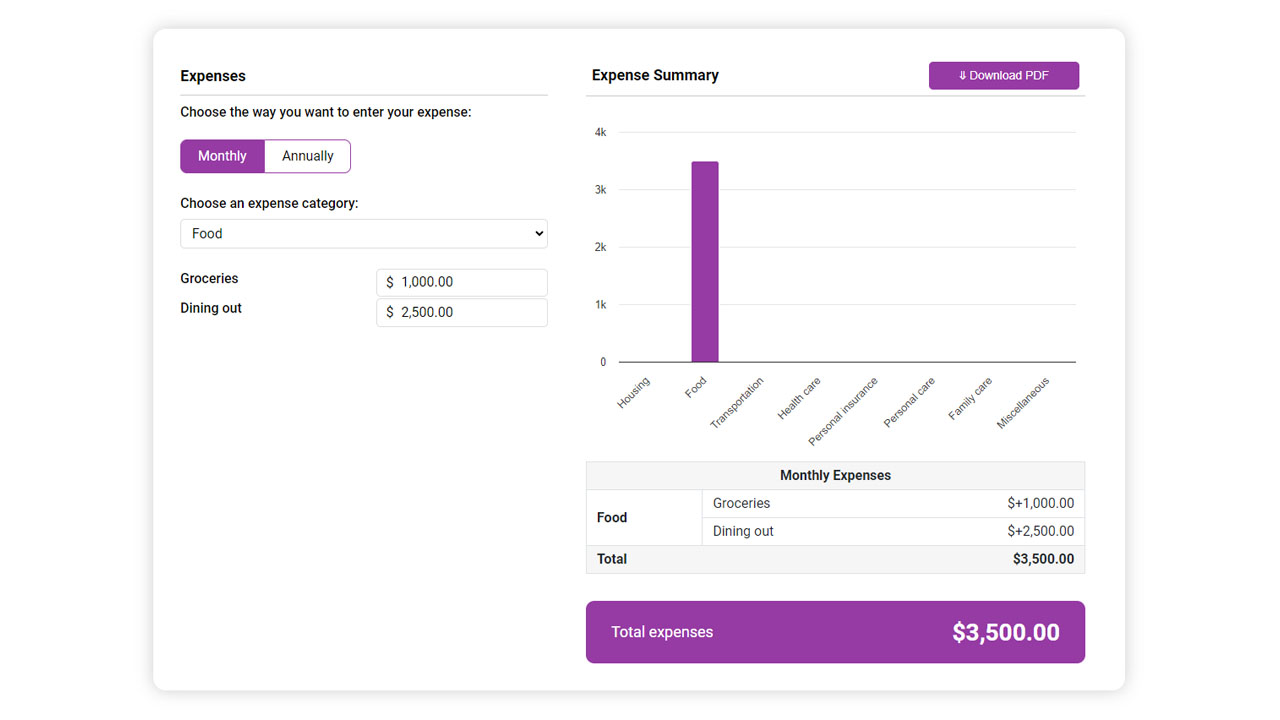 Expenses
Choose the way you want to enter your expense:
Monthly Annually
Choose an expense category:
Food
Groceries $ 1,000.00
Dining out $ 2,500.00
Expense Summary
⇓ Download PDF
4k
3k
2k
1k
0
Housing
Food
Transportation
Health care
Personal insurance
Personal care
Family care
Miscellaneous
Monthly Expenses
Food
Groceries $+1,000.00
Dining out $+2,500.00
Total $3,500.00
Total expenses $3,500.00